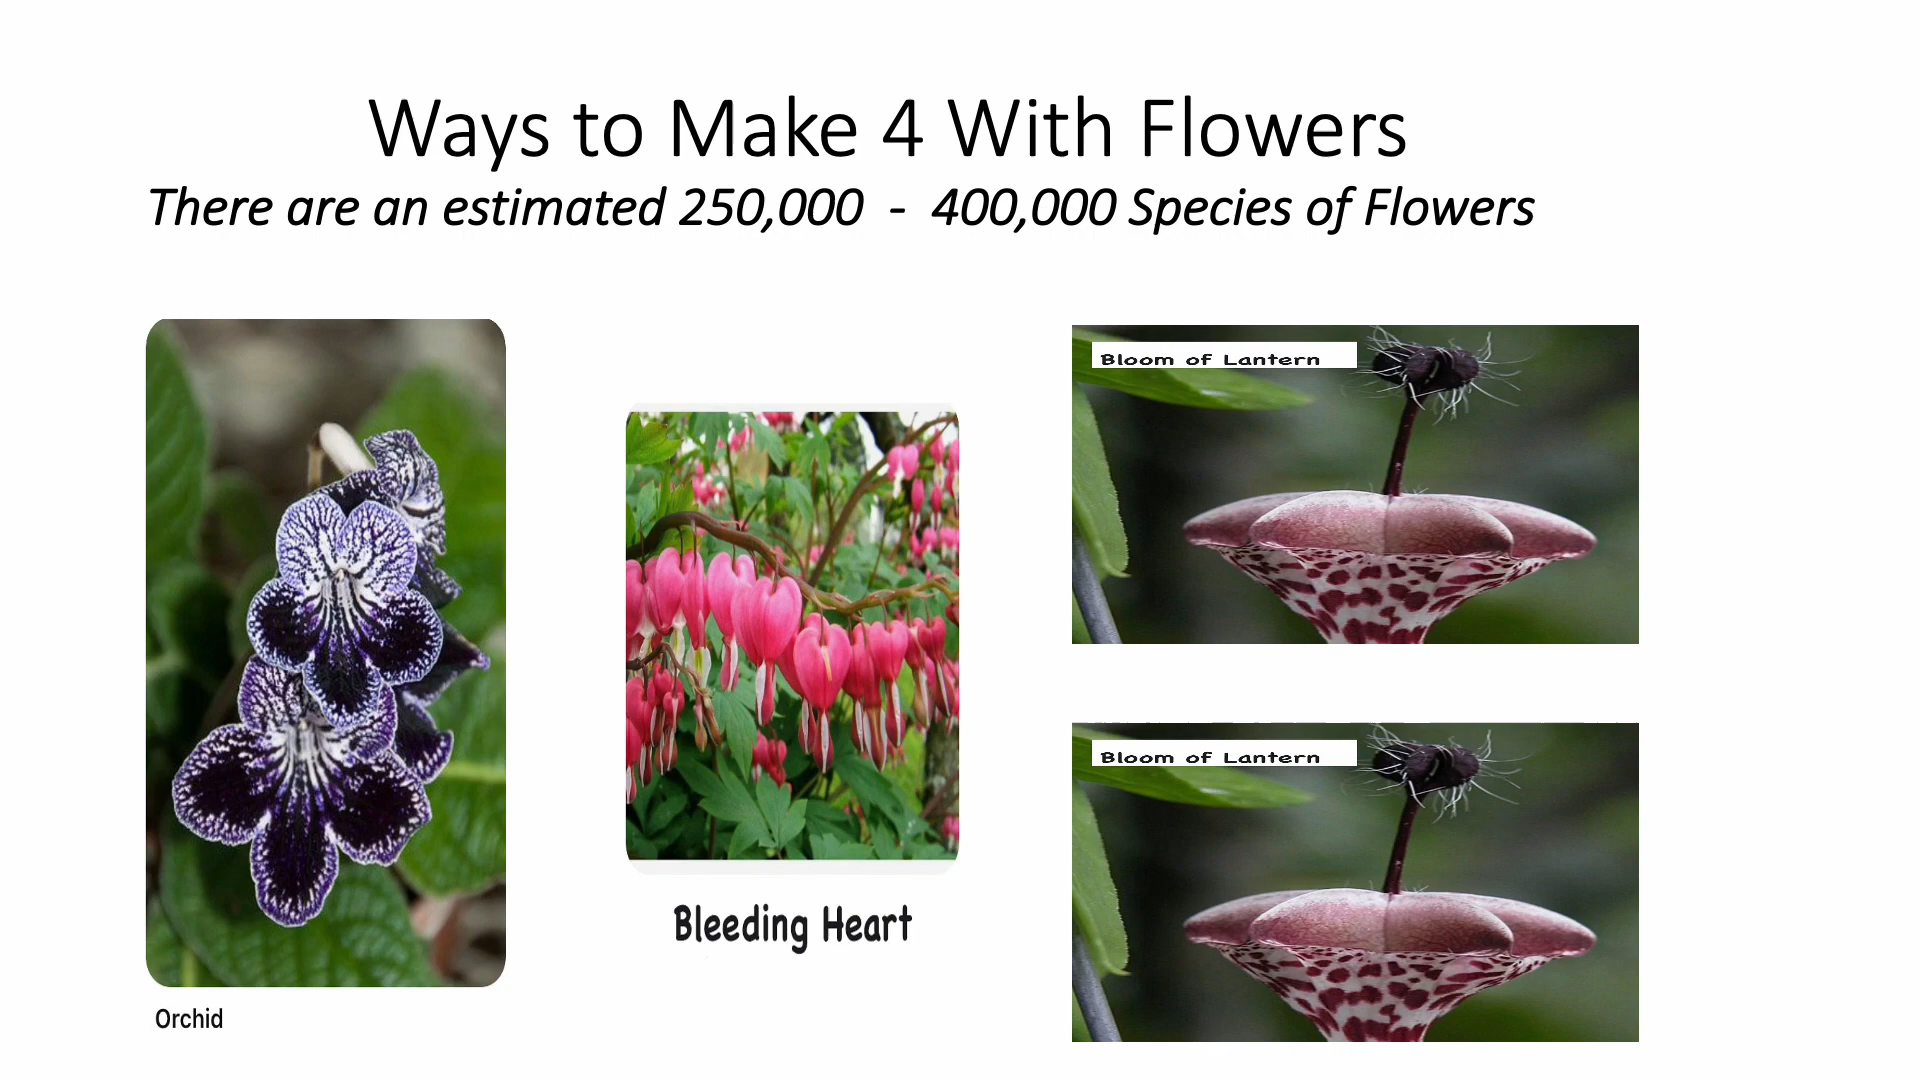 Ways to Make 4 With Flowers
There are an estimated 250,000 - 400,000 Species of Flowers
Bloom of Lantern
Bleeding Heart
Bloom of Lantern
Orchid